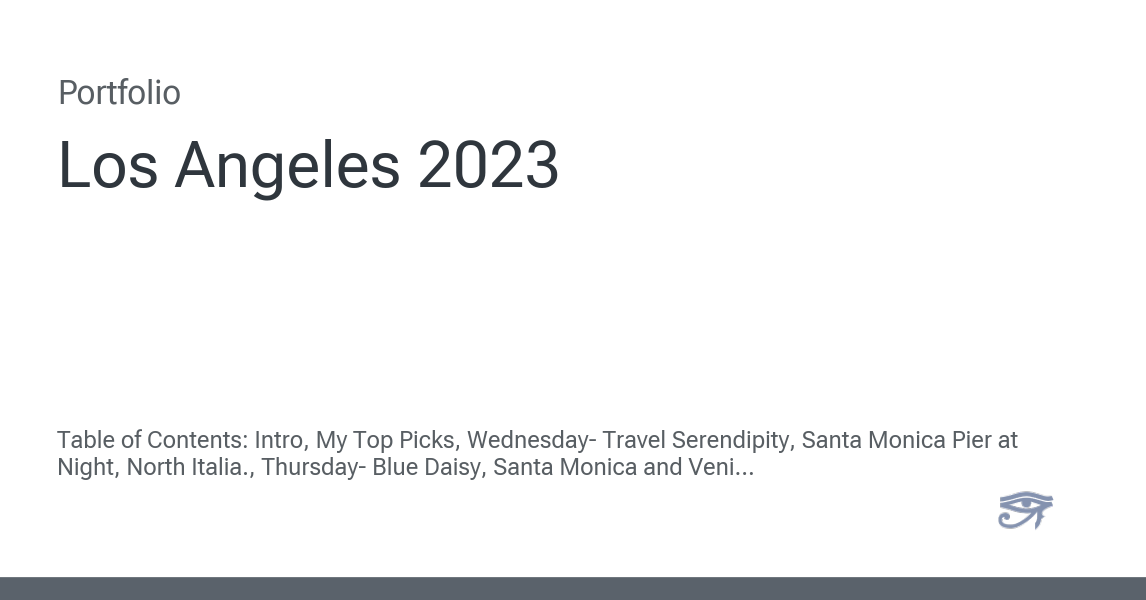 Portfolio
Los Angeles 2023
Table of Contents: Intro, My Top Picks, Wednesday- Travel Serendipity, Santa Monica Pier at
Night, North Italia., Thursday- Blue Daisy, Santa Monica and Veni...